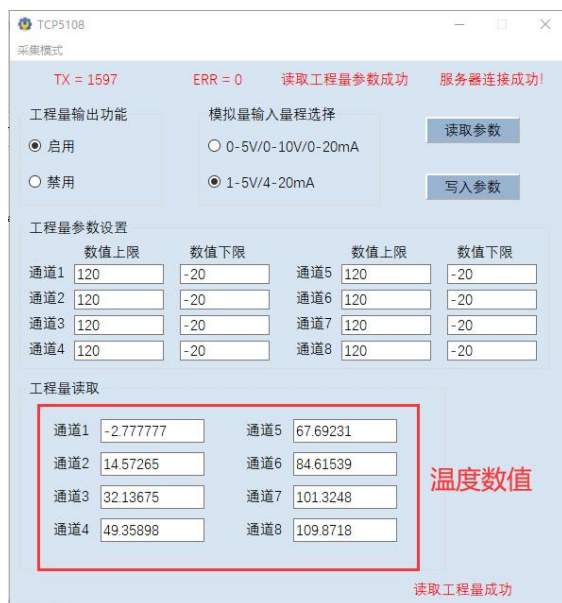 TCP5108
采集模式
TX = 1597 ERR = 0 读取工程量参数成功 服务器连接成功!
工程量输出功能 模拟量输入量程选择
启用 0-5V/0-10V/0-20mA 读取参数
禁用 1-5V/4-20mA 写入参数
工程量参数设置
数值上限 数值下限 数值上限 数值下限
通道1 120 -20 通道5 120 -20
通道2 120 -20 通道6 120 -20
通道3 120 -20 通道7 120 -20
通道4 120 -20 通道8 120 -20
工程量读取
通道1 -2.777777 通道5 67.69231
通道2 14.57265 通道6 84.61539
温度数值
通道3 32.13675 通道7 101.3248
通道4 49.35898 通道8 109.8718
读取工程量成功